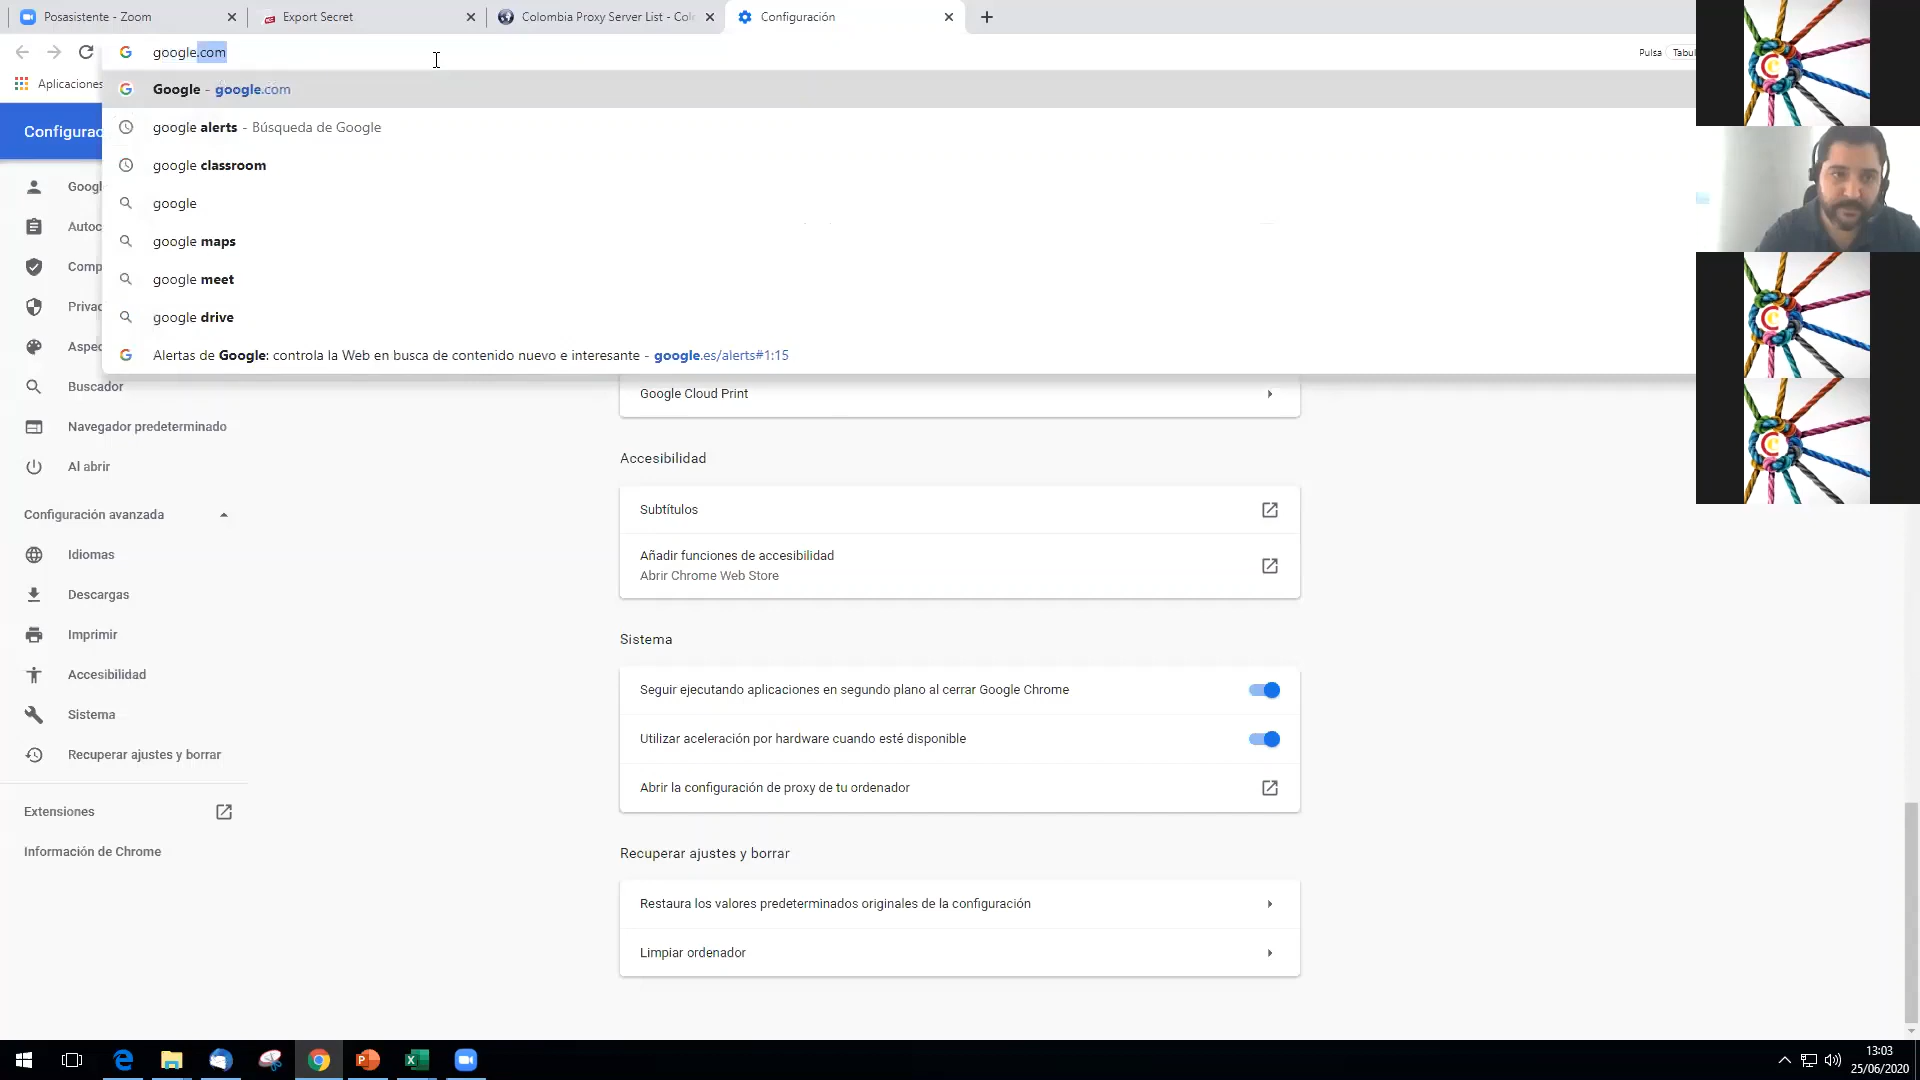 Posasistente - Zoom
Export Secret
Colombia Proxy Server List - Col
Configuración
google.com
Pulsa Tabul
Aplicaciones
Google - google.com
Configurac
google alerts - Búsqueda de Google
google classroom
Googl
google
Autoc
google maps
Comp
google meet
Privac
google drive
Aspec
Alertas de Google: controla la Web en busca de contenido nuevo e interesante - google.es/alerts#1:15
Buscador
Google Cloud Print
Navegador predeterminado
Accesibilidad
Al abrir
Subtítulos
Configuración avanzada
Añadir funciones de accesibilidad
Abrir Chrome Web Store
Idiomas
Descargas
Imprimir
Sistema
Accesibilidad
Seguir ejecutando aplicaciones en segundo plano al cerrar Google Chrome
Sistema
Utilizar aceleración por hardware cuando esté disponible
Recuperar ajustes y borrar
Abrir la configuración de proxy de tu ordenador
Extensiones
Información de Chrome
Recuperar ajustes y borrar
Restaura los valores predeterminados originales de la configuración
Limpiar ordenador
13:03
25/06/2020